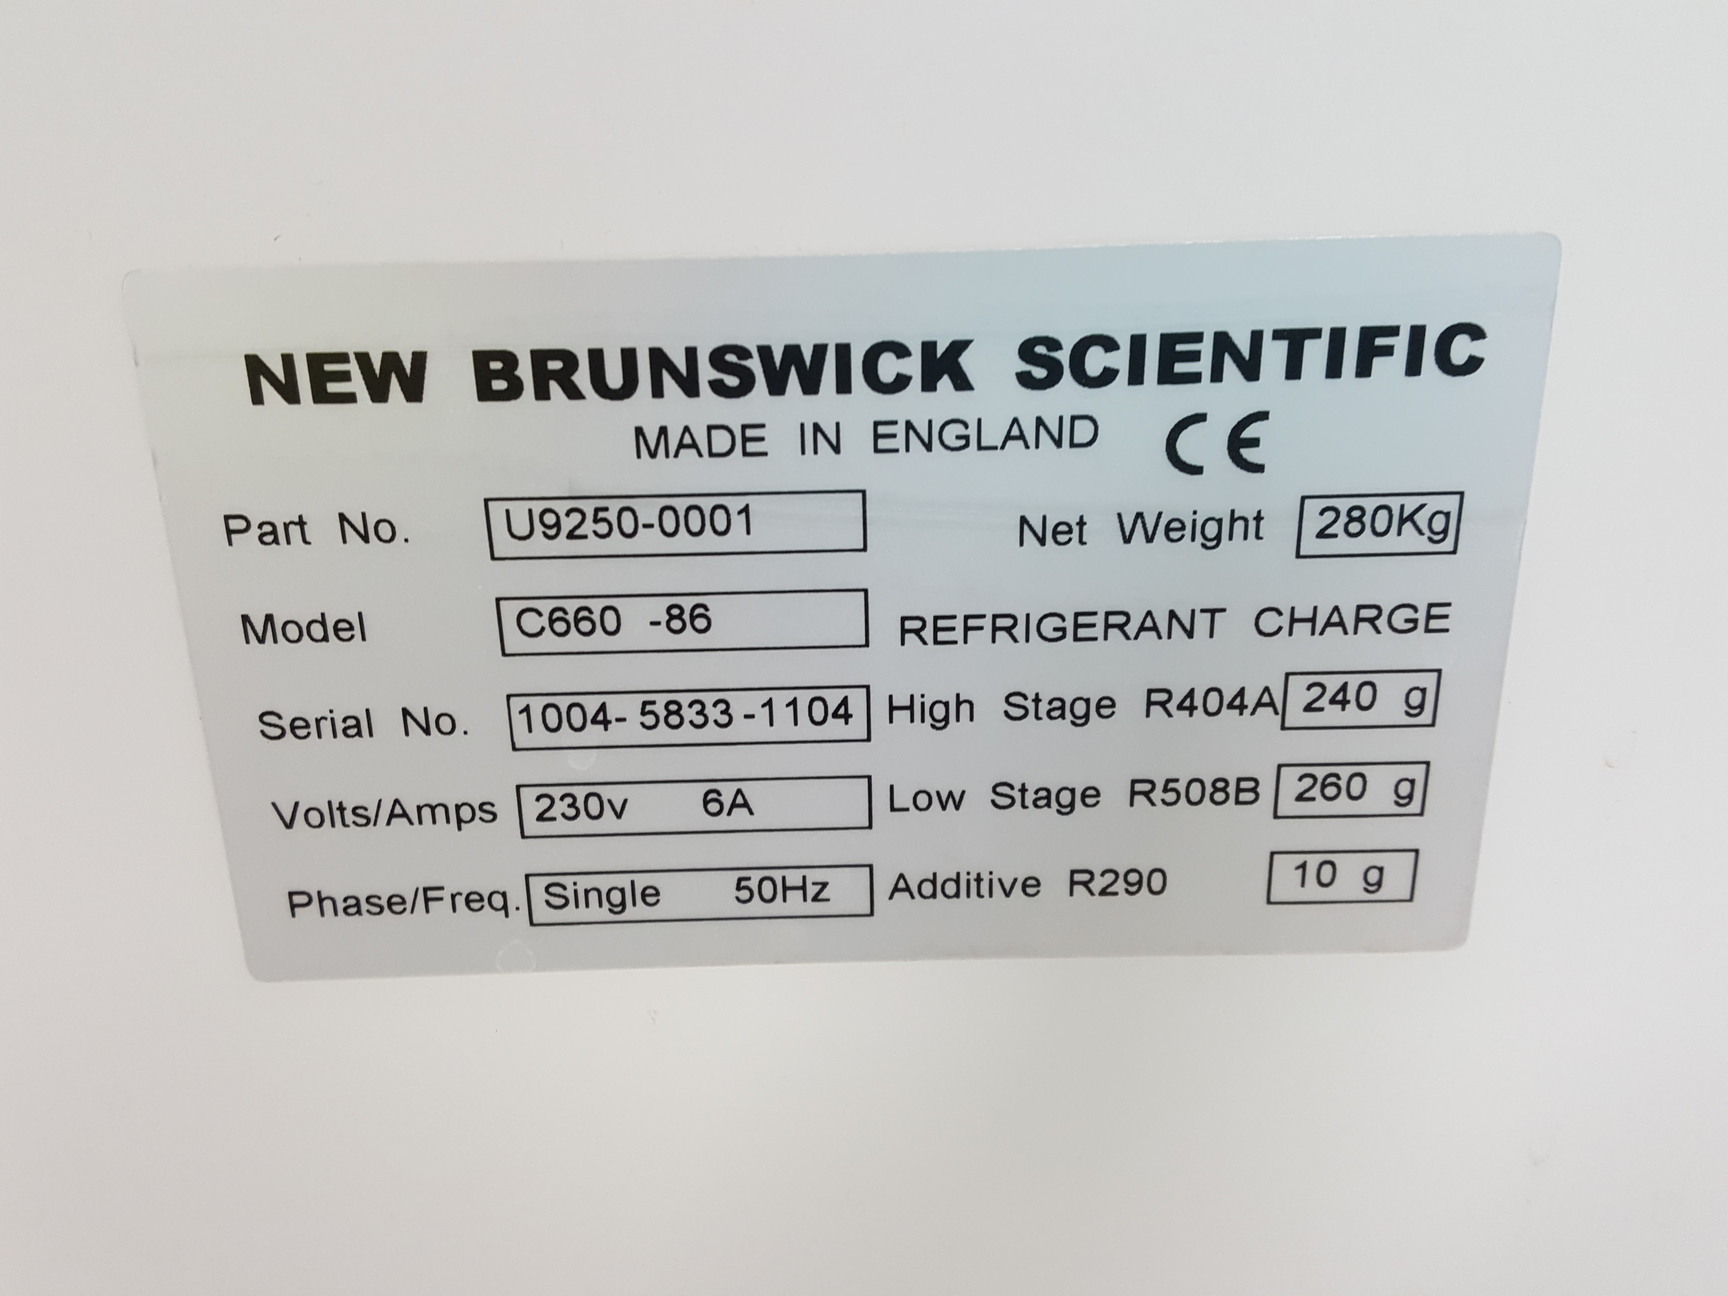 NEW BRUNSWICK SCIENTIFIC
MADE IN ENGLAND CE
Part No. U9250-0001 Net Weight 280Kg
Model C660 -86 REFRIGERANT CHARGE
Serial No. 1004- 5833 -1104 High Stage R404A 240 g
Volts/Amps 230v 6A Low Stage R508B 260 g
Phase/Freq. Single 50Hz Additive R290 10 g